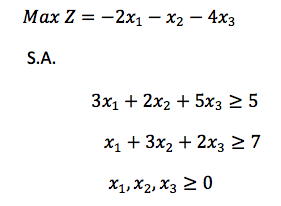 Max Z = −2x₁ − x₂ − 4x₃
S.A.
3x₁ + 2x₂ + 5x₃ ≥ 5
x₁ + 3x₂ + 2x₃ ≥ 7
x₁, x₂, x₃ ≥ 0